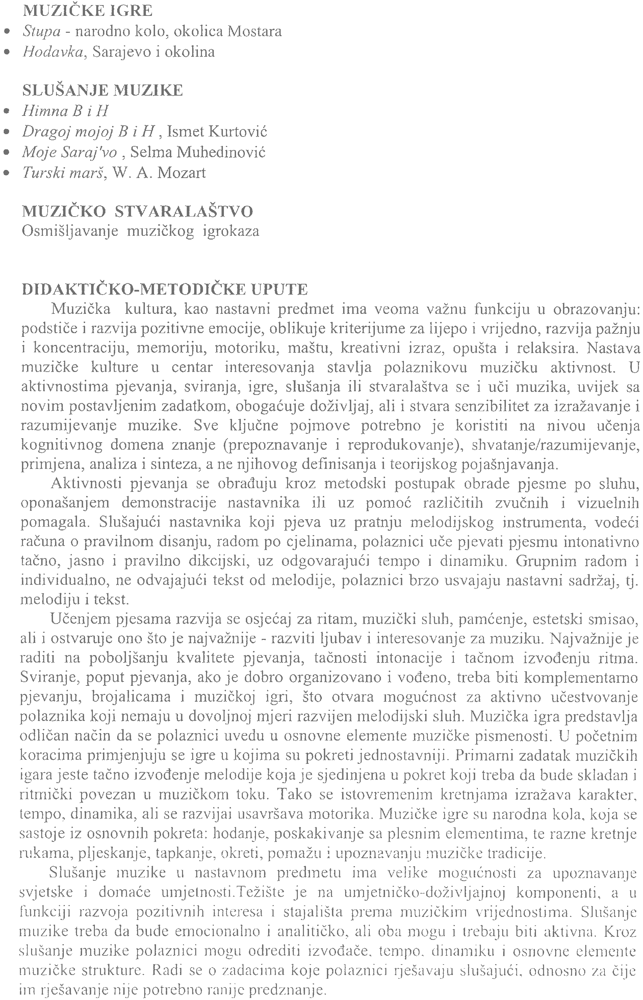 MUZIČKE IGRE
• Stupa - narodno kolo, okolica Mostara
• Hodavka, Sarajevo i okolina
SLUŠANJE MUZIKE
• Himna B i H
• Dragoj mojoj B i H , Ismet Kurtović
• Moje Saraj'vo , Selma Muhedinović
• Turski marš, W. A. Mozart
MUZIČKO STVARALAŠTVO
Osmišljavanje muzičkog igrokaza
DIDAKTIČKO-METODIČKE UPUTE
Muzička kultura, kao nastavni predmet ima veoma važnu funkciju u obrazovanju:
podstiče i razvija pozitivne emocije, oblikuje kriterijume za lijepo i vrijedno, razvija pažnju
i koncentraciju, memoriju, motoriku, maštu, kreativni izraz, opušta i relaksira. Nastava
muzičke kulture u centar interesovanja stavlja polaznikovu muzičku aktivnost. U
aktivnostima pjevanja, sviranja, igre, slušanja ili stvaralaštva se i uči muzika, uvijek sa
novim postavljenim zadatkom, obogaćuje doživljaj, ali i stvara senzibilitet za izražavanje i
razumijevanje muzike. Sve ključne pojmove potrebno je koristiti na nivou učenja
kognitivnog domena znanje (prepoznavanje i reprodukovanje), shvatanje/razumijevanje,
primjena, analiza i sinteza, a ne njihovog definisanja i teorijskog pojašnjavanja.
Aktivnosti pjevanja se obrađuju kroz metodski postupak obrade pjesme po sluhu,
oponašanjem demonstracije nastavnika ili uz pomoć različitih zvučnih i vizuelnih
pomagala. Slušajući nastavnika koji pjeva uz pratnju melodijskog instrumenta, vodeći
računa o pravilnom disanju, radom po cjelinama, polaznici uče pjevati pjesmu intonativno
tačno, jasno i pravilno dikcijski, uz odgovarajući tempo i dinamiku. Grupnim radom i
individualno, ne odvajajući tekst od melodije, polaznici brzo usvajaju nastavni sadržaj, tj.
melodiju i tekst.
Učenjem pjesama razvija se osjećaj za ritam, muzički sluh, pamćenje, estetski smisao,
ali i ostvaruje ono što je najvažnije - razviti ljubav i interesovanje za muziku. Najvažnije je
raditi na poboljšanju kvalitete pjevanja, tačnosti intonacije i tačnom izvođenju ritma.
Sviranje, poput pjevanja, ako je dobro organizovano i vođeno, treba biti komplementarno
pjevanju, brojalicama i muzičkoj igri, što otvara mogućnost za aktivno učestvovanje
polaznika koji nemaju u dovoljnoj mjeri razvijen melodijski sluh. Muzička igra predstavlja
odličan način da se polaznici uvedu u osnovne elemente muzičke pismenosti. U početnim
koracima primjenjuju se igre u kojima su pokreti jednostavniji. Primarni zadatak muzičkih
igara jeste tačno izvođenje melodije koja je sjedinjena u pokret koji treba da bude skladan i
ritmički povezan u muzičkom toku. Tako se istovremenim kretnjama izražava karakter,
tempo, dinamika, ali se razvijai usavršava motorika. Muzičke igre su narodna kola, koja se
sastoje iz osnovnih pokreta: hodanje, poskakivanje sa plesnim elementima, te razne kretnje
rukama, pljeskanje, tapkanje, okreti, pomažu i upoznavanju muzičke tradicije.
Slušanje muzike u nastavnom predmetu ima velike mogućnosti za upoznavanje
svjetske i domaće umjetnosti.Težište je na umjetničko-doživljajnoj komponenti, a u
funkciji razvoja pozitivnih interesa i stajališta prema muzičkim vrijednostima. Slušanje
muzike treba da bude emocionalno i analitičko, ali oba mogu i trebaju biti aktivna. Kroz
slušanje muzike polaznici mogu odrediti izvođače, tempo, dinamiku i osnovne elemente
muzičke strukture. Radi se o zadacima koje polaznici rješavaju slušajući, odnosno za čije
im rješavanje nije potrebno ranije predznanje.